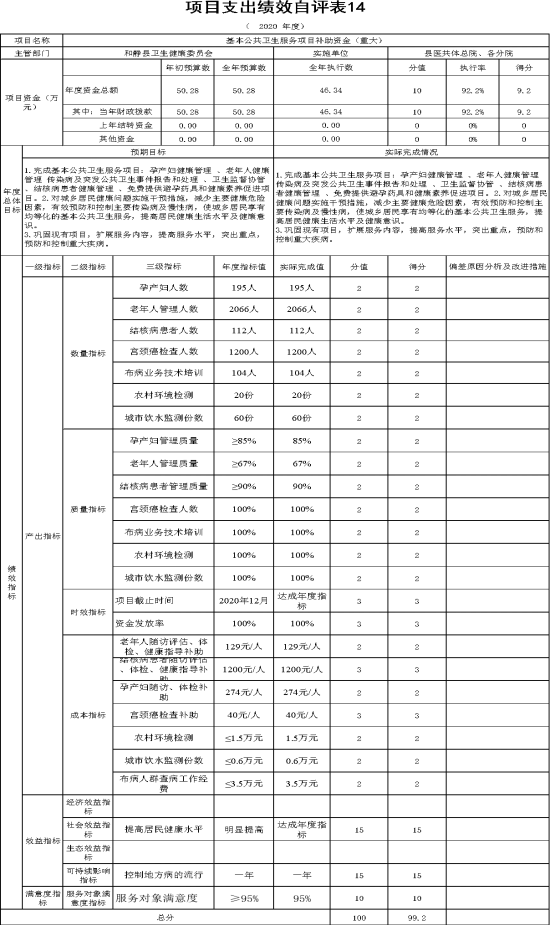 项目支出绩效自评表14
（ 2020 年度）
项目名称 基本公共卫生服务项目补助资金（重大）
主管部门 和静县卫生健康委员会 实施单位 县医共体总院、各分院
项目资金（万元） 年初预算数 全年预算数 全年执行数 分值 执行率 得分
年度资金总额 50.28 50.28 46.34 10 92.2% 9.2
其中：当年财政拨款 50.28 50.28 46.34 10 92.2% 9.2
上年结转资金 0.00 0.00 0.00 0 0% 0
其他资金 0.00 0.00 0.00 0 0% 0
年度总体目标 预期目标 实际完成情况
1.完成基本公共卫生服务项目：孕产妇健康管理 、老年人健康管理 传染病及突发公共卫生事件报告和处理 、卫生监督协管 、结核病患者健康管理 、免费提供避孕药具和健康素养促进项目。2.对城乡居民健康问题实施干预措施，减少主要健康危险因素，有效预防和控制主要传染病及慢性病，使城乡居民享有均等化的基本公共卫生服务，提高居民健康生活水平及健康意识。
3.巩固现有项目，扩展服务内容，提高服务水平，突出重点，预防和控制重大疾病。
1.完成基本公共卫生服务项目：孕产妇健康管理 、老年人健康管理 传染病及突发公共卫生事件报告和处理 、卫生监督协管 、结核病患者健康管理 、免费提供避孕药具和健康素养促进项目。2.对城乡居民健康问题实施干预措施，减少主要健康危险因素，有效预防和控制主要传染病及慢性病，使城乡居民享有均等化的基本公共卫生服务，提高居民健康生活水平及健康意识。
3.巩固现有项目，扩展服务内容，提高服务水平，突出重点，预防和控制重大疾病。
绩效指标 一级指标 二级指标 三级指标 年度指标值 实际完成值 分值 得分 偏差原因分析及改进措施
产出指标 数量指标 孕产妇人数 195人 195人 2 2
老年人管理人数 2066人 2066人 2 2
结核病患者人数 112人 112人 2 2
宫颈癌检查人数 1200人 1200人 2 2
布病业务技术培训 104人 104人 2 2
农村环境检测 20份 20份 2 2
城市饮水监测份数 60份 60份 2 2
质量指标 孕产妇管理质量 ≥85% 85% 2 2
老年人管理质量 ≥67% 67% 2 2
结核病患者管理质量 ≥90% 90% 2 2
宫颈癌检查人数 100% 100% 2 2
布病业务技术培训 100% 100% 2 2
农村环境检测 100% 100% 2 2
城市饮水监测份数 100% 100% 2 2
时效指标 项目截止时间 2020年12月 达成年度指标 3 3
资金发放率 100% 100% 3 3
成本指标 老年人随访评估、体检、健康指导补助 129元/人 129元/人 2 2
结核病患者随访评估、体检、健康指导补助 1200元/人 1200元/人 3 3
孕产妇随访、体检补助 274元/人 274元/人 2 2
宫颈癌检查补助 40元/人 40元/人 3 3
农村环境检测 ≤1.5万元 1.5万元 2 2
城市饮水监测份数 ≤0.6万元 0.6万元 2 2
布病人群查病工作经费 ≤3.5万元 3.5万元 2 2
效益指标 经济效益指标
社会效益指标 提高居民健康水平 明显提高 达成年度指标 15 15
生态效益指标
可持续影响指标 控制地方病的流行 一年 一年 15 15
满意度指标 服务对象满意度指标 服务对象满意度 ≥95% 95% 10 10
总分 100 99.2